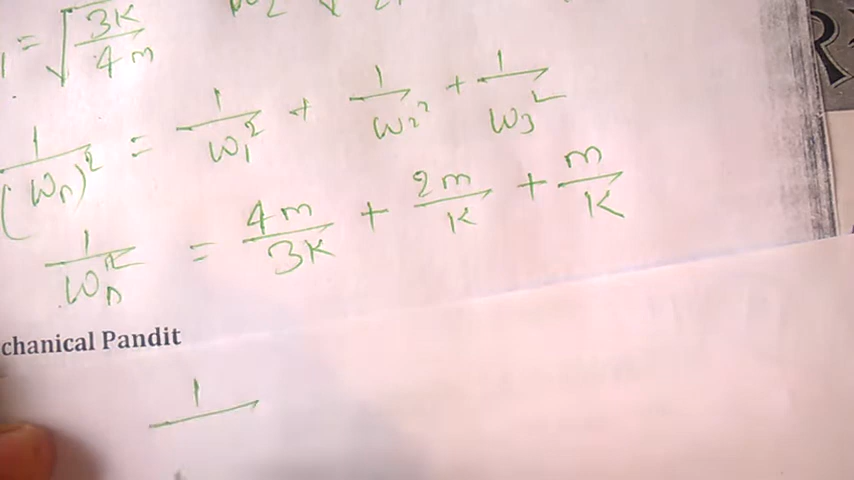 1 = √(3K/4m)
1/(ωn)² = 1/ω1² + 1/ω2² + 1/ω3²
1/ωn² = 4m/3K + 2m/K + m/K
chanical Pandit
1